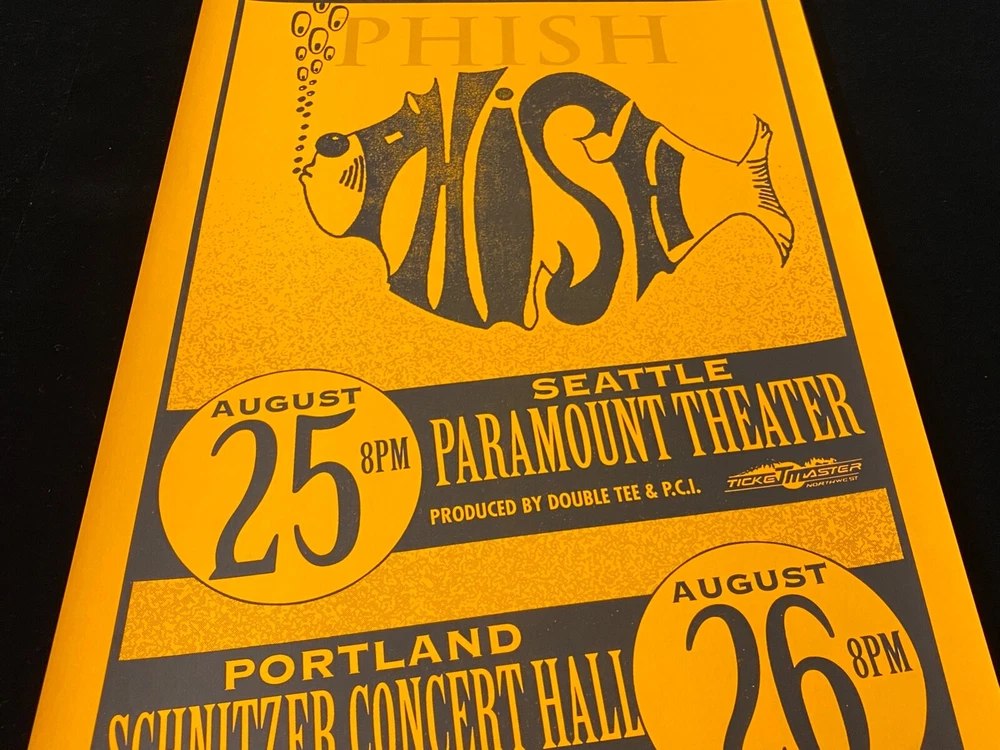 PHISH
PHISH
AUGUST
25
8PM
SEATTLE
PARAMOUNT THEATER
PRODUCED BY DOUBLE TEE & P.C.I.
TICKETMASTER
NORTHWEST
AUGUST
26
8PM
PORTLAND
SCHNITZER CONCERT HALL